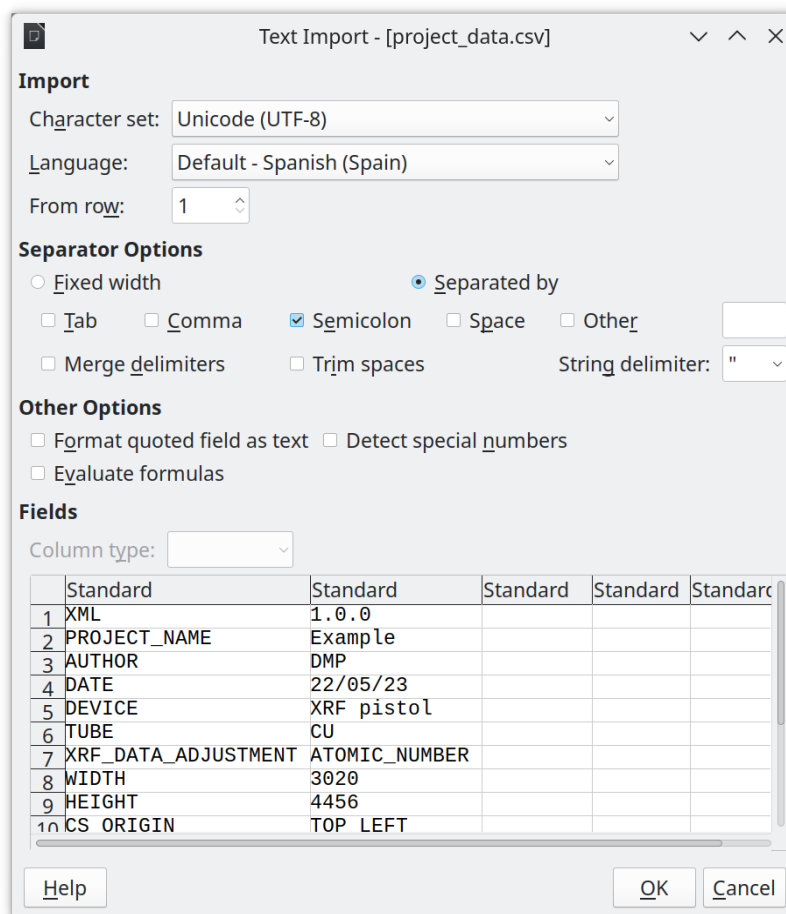 Text Import - [project_data.csv]
Import
Character set: Unicode (UTF-8)
Language: Default - Spanish (Spain)
From row: 1
Separator Options
Fixed width Separated by
Tab Comma Semicolon Space Other
Merge delimiters Trim spaces String delimiter: "
Other Options
Format quoted field as text Detect special numbers
Evaluate formulas
Fields
Column type:
Standard Standard Standard Standard Standard
1 XML 1.0.0
2 PROJECT_NAME Example
3 AUTHOR DMP
4 DATE 22/05/23
5 DEVICE XRF pistol
6 TUBE CU
7 XRF_DATA_ADJUSTMENT ATOMIC_NUMBER
8 WIDTH 3020
9 HEIGHT 4456
10 CS_ORIGIN TOP_LEFT
Help OK Cancel